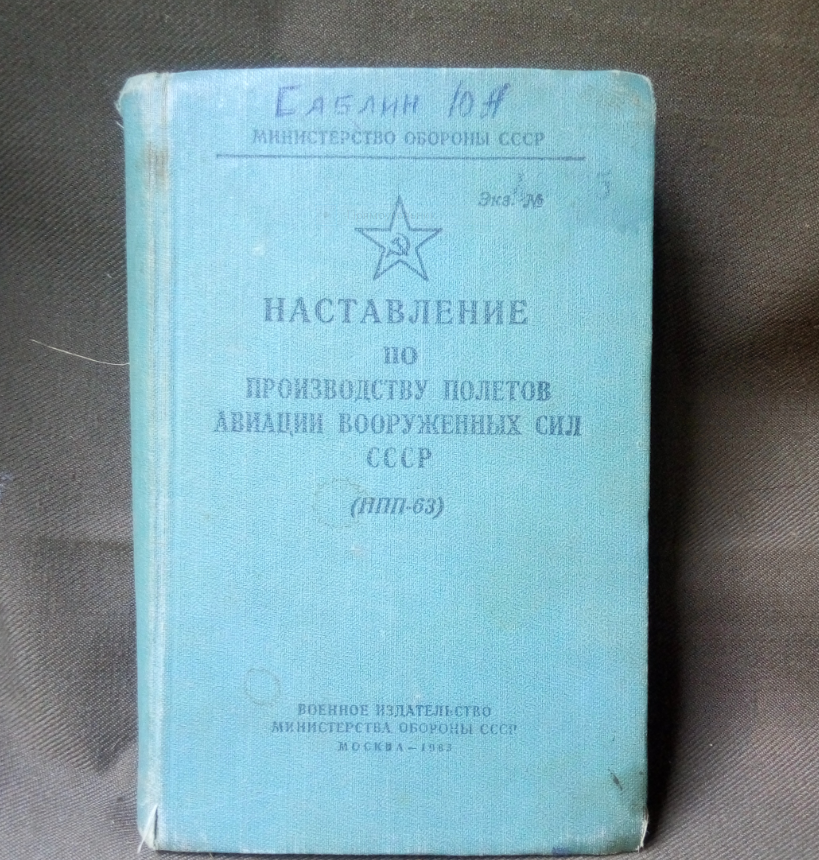 Саблин Ю А
МИНИСТЕРСТВО ОБОРОНЫ СССР
Экз. №
НАСТАВЛЕНИЕ
ПО
ПРОИЗВОДСТВУ ПОЛЕТОВ
АВИАЦИИ ВООРУЖЕННЫХ СИЛ
СССР
(НПП-63)
ВОЕННОЕ ИЗДАТЕЛЬСТВО
МИНИСТЕРСТВА ОБОРОНЫ СССР
МОСКВА — 1963